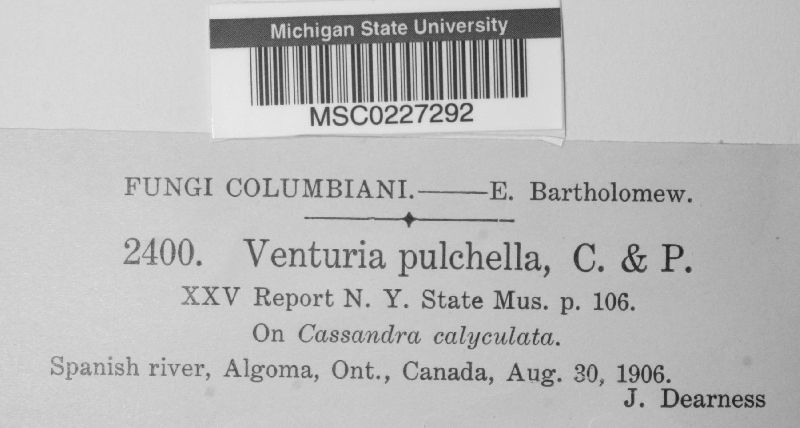 Michigan State University
MSC0227292
FUNGI COLUMBIANI.——E. Bartholomew.
2400. Venturia pulchella, C. & P.
XXV Report N. Y. State Mus. p. 106.
On Cassandra calyculata.
Spanish river, Algoma, Ont., Canada, Aug. 30, 1906.
J. Dearness